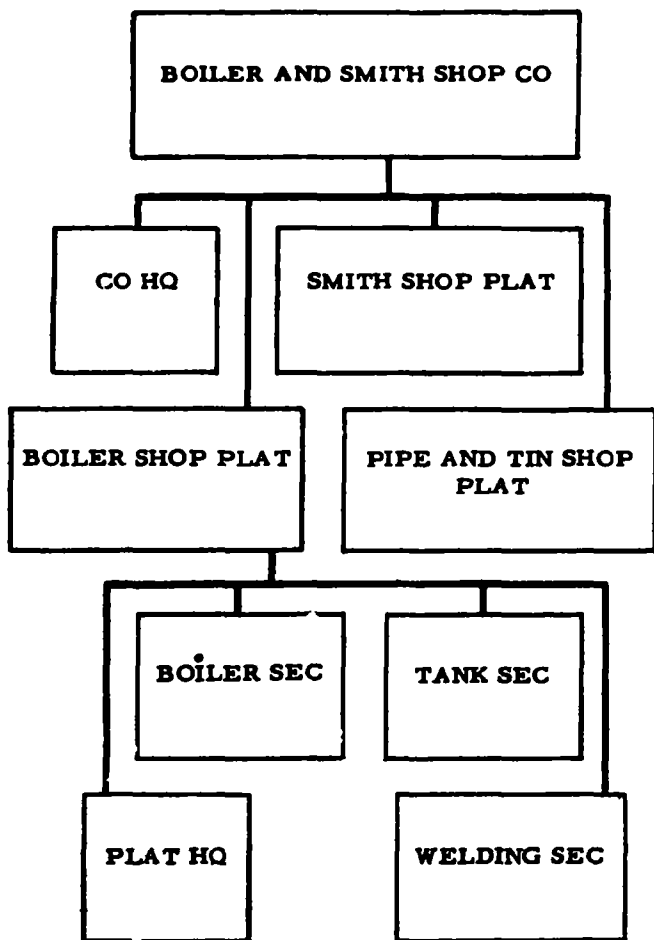 BOILER AND SMITH SHOP CO
CO HQ
SMITH SHOP PLAT
BOILER SHOP PLAT
PIPE AND TIN SHOP
PLAT
BOILER SEC
TANK SEC
PLAT HQ
WELDING SEC